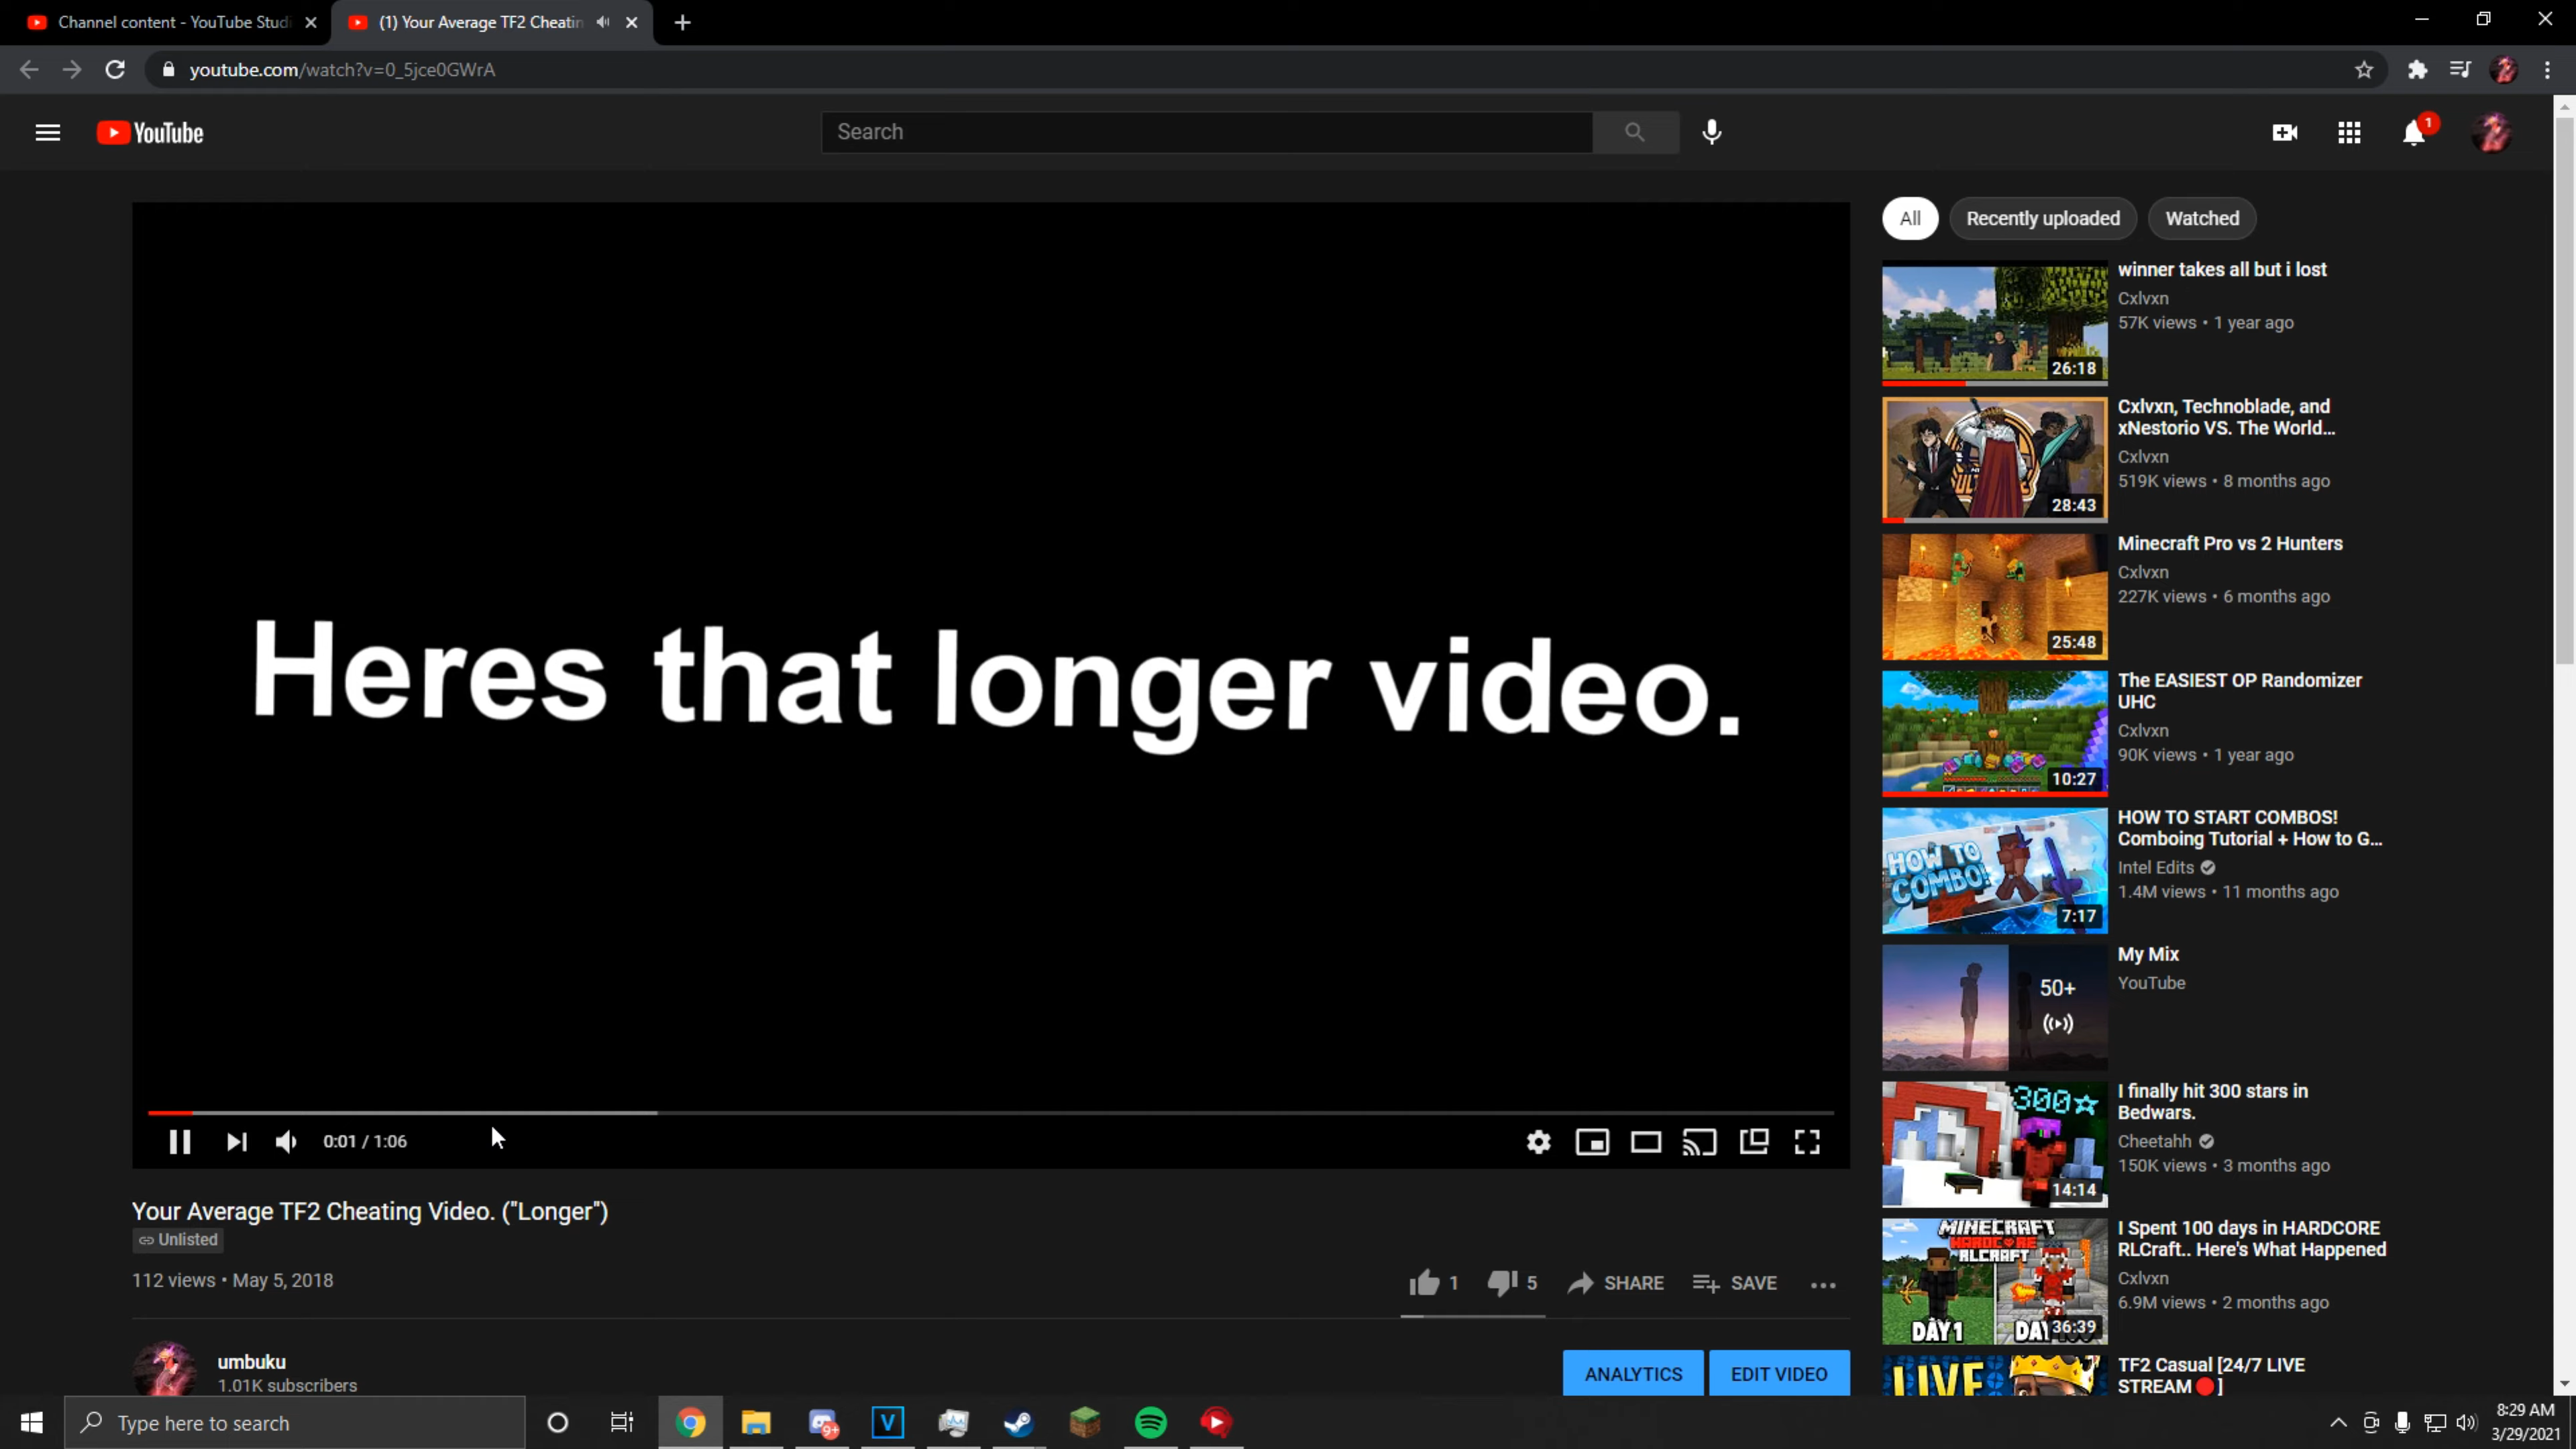 Channel content - YouTube Studi
(1) Your Average TF2 Cheatin
youtube.com/watch?v=0_5jce0GWrA
YouTube
Search
1
Heres that longer video.
0:01 / 1:06
Your Average TF2 Cheating Video. ("Longer")
Unlisted
112 views • May 5, 2018
1
5
SHARE
SAVE
umbuku
1.01K subscribers
ANALYTICS
EDIT VIDEO
All
Recently uploaded
Watched
26:18
winner takes all but i lost
Cxlvxn
57K views • 1 year ago
28:43
Cxlvxn, Technoblade, and
xNestorio VS. The World...
Cxlvxn
519K views • 8 months ago
25:48
Minecraft Pro vs 2 Hunters
Cxlvxn
227K views • 6 months ago
10:27
The EASIEST OP Randomizer
UHC
Cxlvxn
90K views • 1 year ago
HOW TO
COMBO!
7:17
HOW TO START COMBOS!
Comboing Tutorial + How to G...
Intel Edits
1.4M views • 11 months ago
50+
My Mix
YouTube
300
14:14
I finally hit 300 stars in
Bedwars.
Cheetahh
150K views • 3 months ago
MINECRAFT
HARDCORE
RLCRAFT
DAY 1
36:39
I Spent 100 days in HARDCORE
RLCraft.. Here's What Happened
Cxlvxn
6.9M views • 2 months ago
LIVE
TF2 Casual [24/7 LIVE
STREAM🔴]
Type here to search
9+
V
8:29 AM
3/29/2021